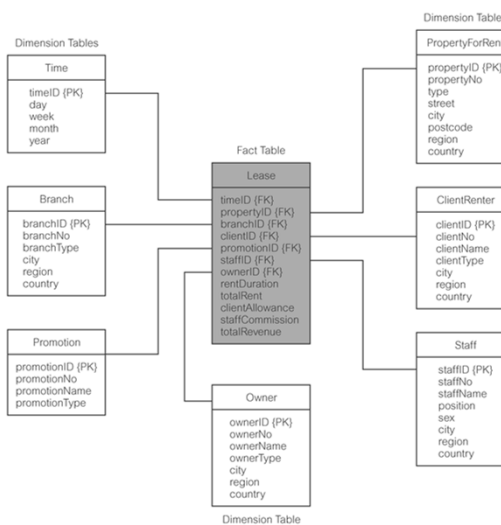 Dimension Tables
Time
timeID {PK}
day
week
month
year
Branch
branchID {PK}
branchNo
branchType
city
region
country
Promotion
promotionID {PK}
promotionNo
promotionName
promotionType
Fact Table
Lease
timeID {FK}
propertyID {FK}
branchID {FK}
clientID {FK}
promotionID {FK}
staffID {FK}
ownerID {FK}
rentDuration
totalRent
clientAllowance
staffCommission
totalRevenue
Owner
ownerID {PK}
ownerNo
ownerName
ownerType
city
region
country
Dimension Table
Dimension Table
PropertyForRen
propertyID {PK}
propertyNo
type
street
city
postcode
region
country
ClientRenter
clientID {PK}
clientNo
clientName
clientType
city
region
country
Staff
staffID {PK}
staffNo
staffName
position
sex
city
region
country